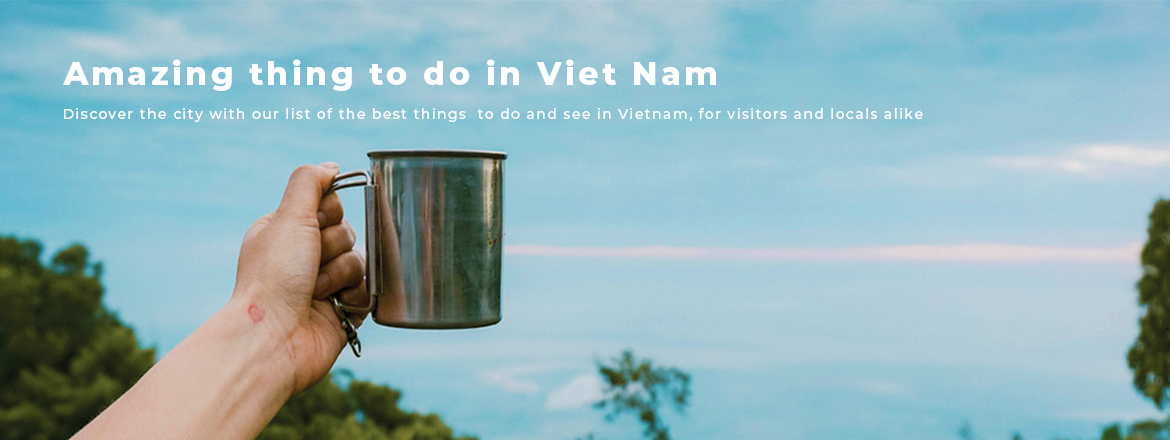 Amazing thing to do in Viet Nam
Discover the city with our list of the best things  to do and see in Vietnam, for visitors and locals alike